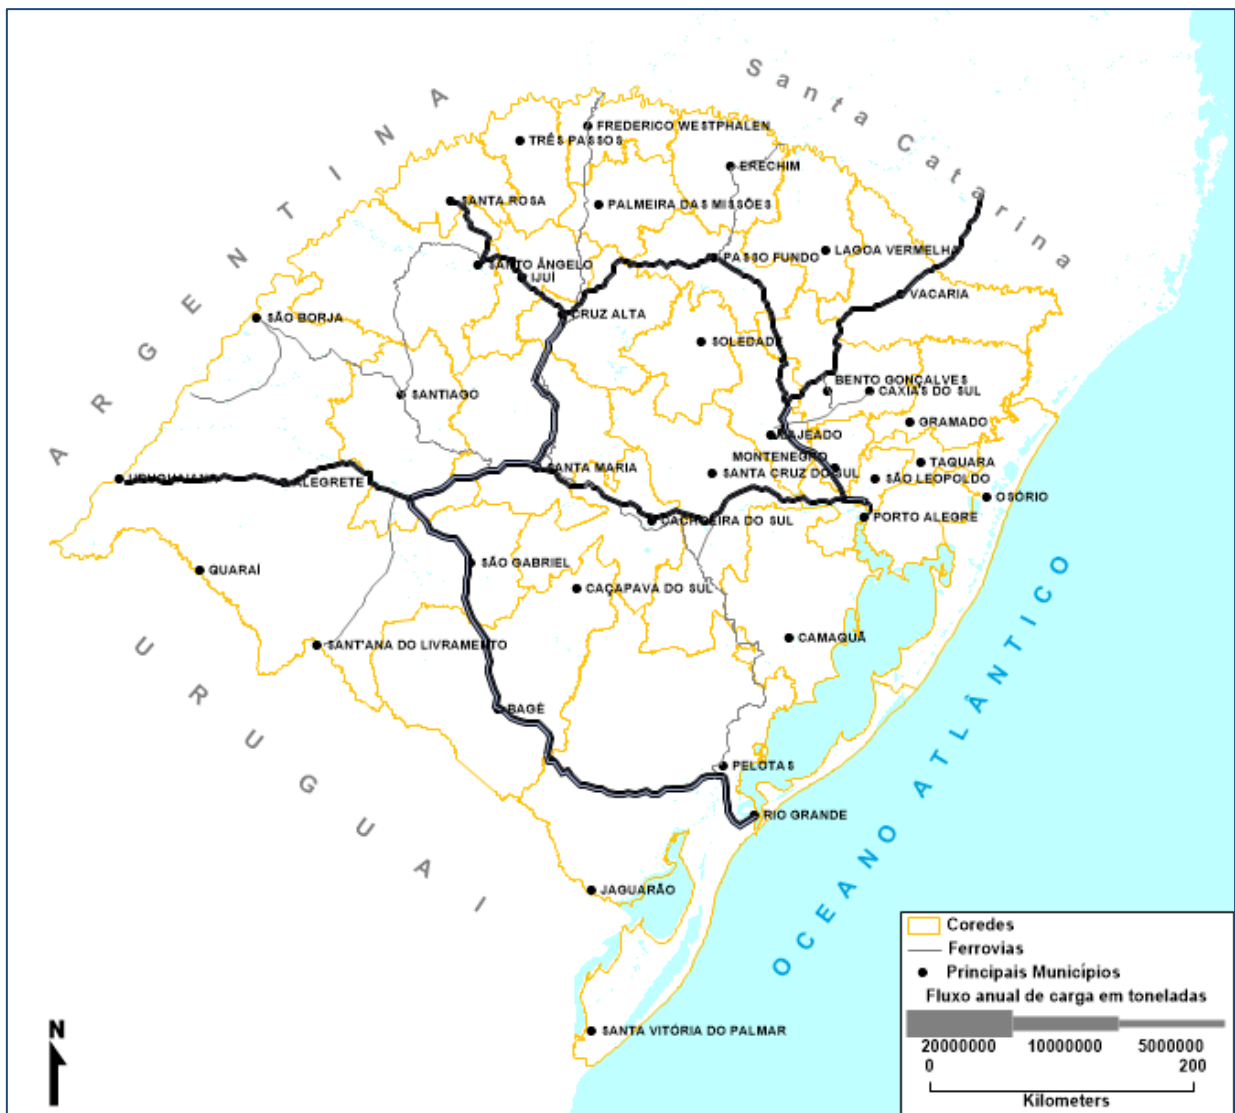 Santa Catarina
ARGENTINA
FREDERICO WESTPHALEN
TRÊS PASSOS
ERECHIM
SANTA ROSA
PALMEIRA DAS MISSÕES
LAGOA VERMELHA
PASSO FUNDO
SANTO ÂNGELO
IJUÍ
VACARIA
SÃO BORJA
CRUZ ALTA
SOLEDADE
BENTO GONÇALVES
CAXIAS DO SUL
SANTIAGO
GRAMADO
LAJEADO
MONTENEGRO
TAQUARA
SANTA MARIA
SANTA CRUZ DO SUL
SÃO LEOPOLDO
URUGUAIANA
ALEGRETE
OSÓRIO
CACHOEIRA DO SUL
PORTO ALEGRE
SÃO GABRIEL
QUARAÍ
CAÇAPAVA DO SUL
CAMAQUÃ
SANT'ANA DO LIVRAMENTO
URUGUAI
BAGÉ
OCEANO ATLÂNTICO
PELOTAS
RIO GRANDE
JAGUARÃO
SANTA VITÓRIA DO PALMAR
N
Coredes
Ferrovias
Principais Municípios
Fluxo anual de carga em toneladas
20000000 10000000 5000000
0 200
Kilometers